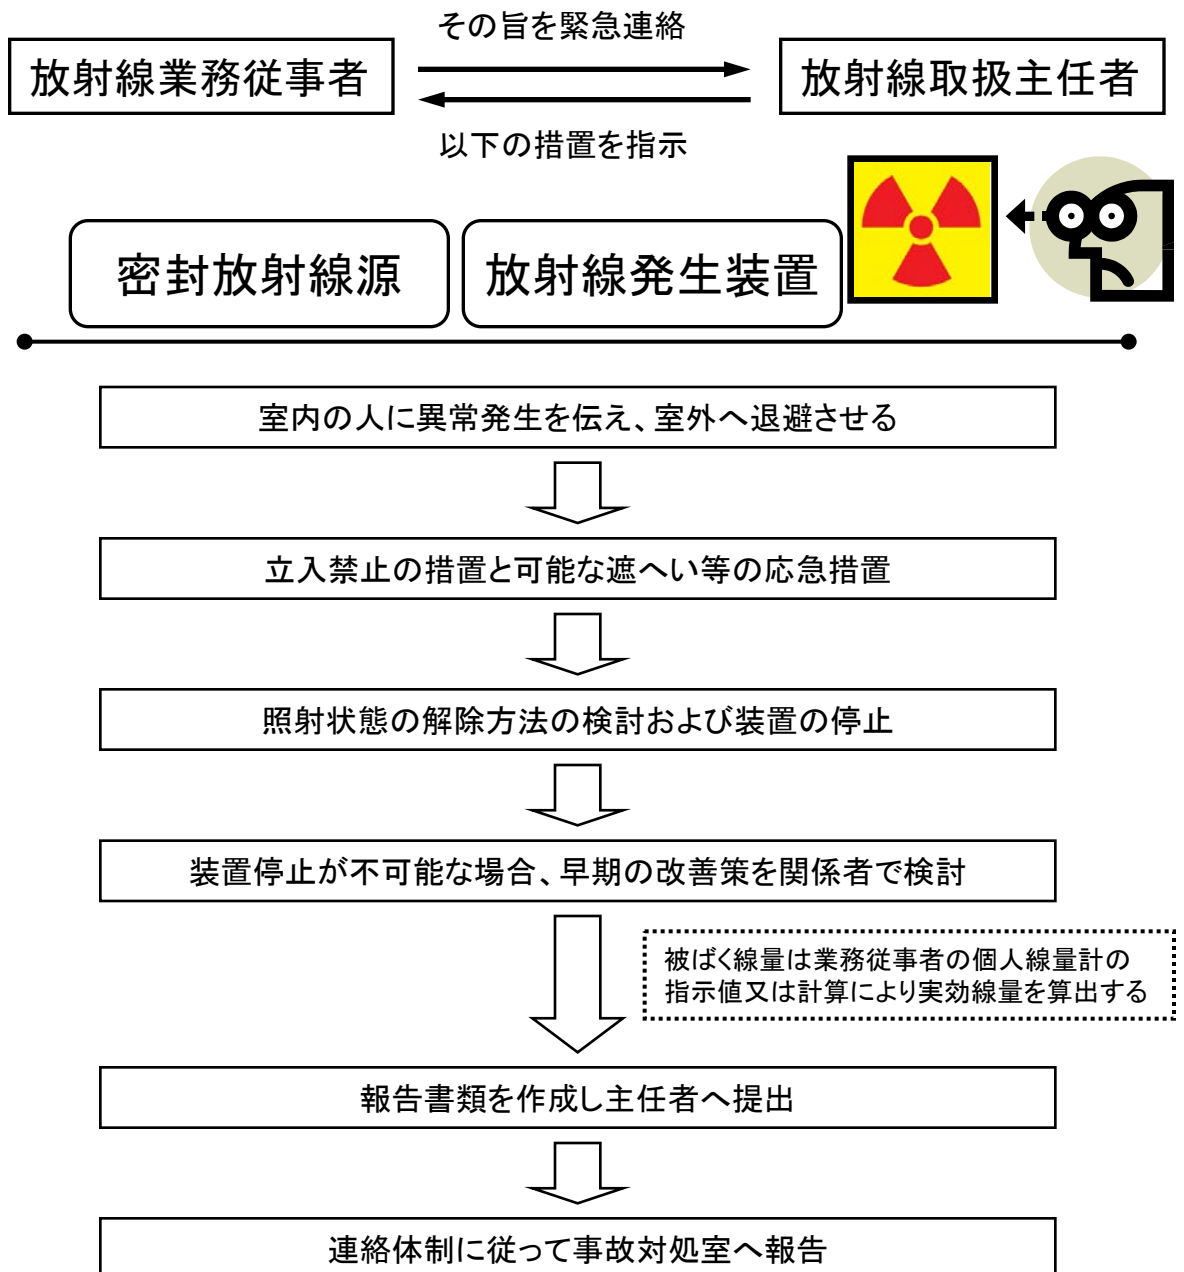 その旨を緊急連絡
放射線業務従事者
放射線取扱主任者
以下の措置を指示
密封放射線源
放射線発生装置
室内の人に異常発生を伝え、室外へ退避させる
立入禁止の措置と可能な遮へい等の応急措置
照射状態の解除方法の検討および装置の停止
装置停止が不可能な場合、早期の改善策を関係者で検討
被ばく線量は業務従事者の個人線量計の
指示値又は計算により実効線量を算出する
報告書類を作成し主任者へ提出
連絡体制に従って事故対処室へ報告